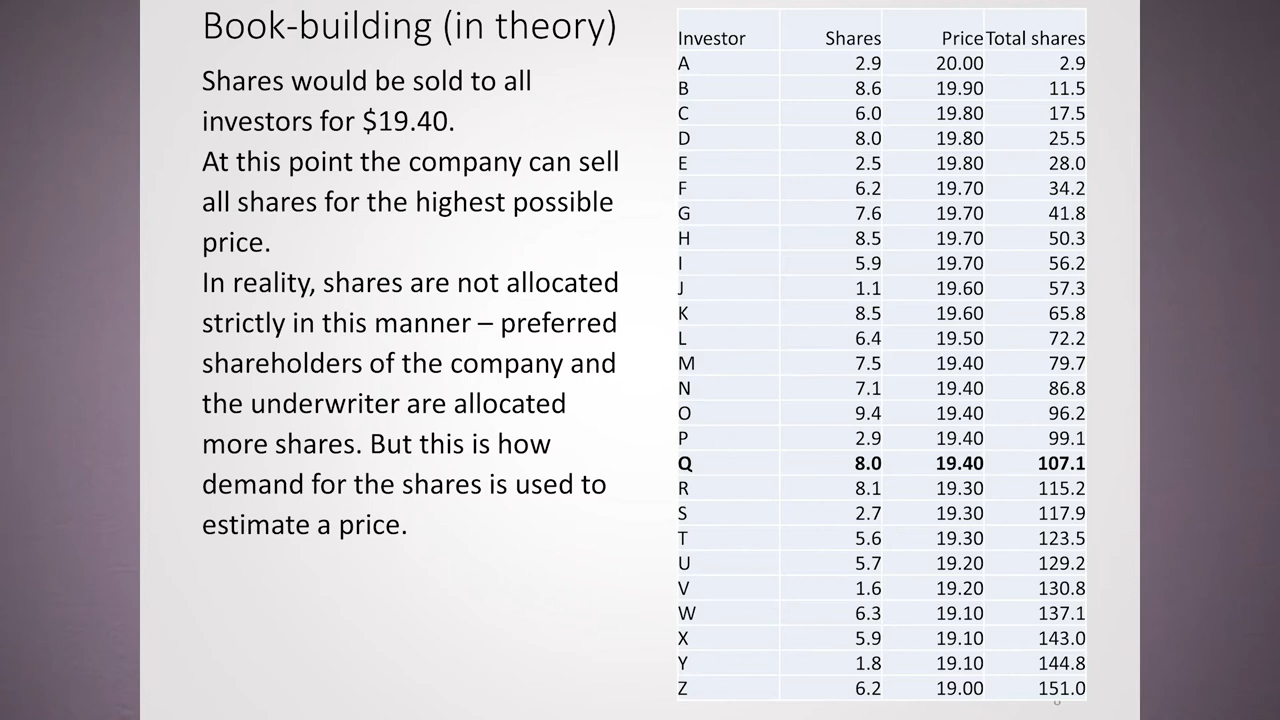 Book-building (in theory)
Shares would be sold to all
investors for $19.40.
At this point the company can sell
all shares for the highest possible
price.
In reality, shares are not allocated
strictly in this manner – preferred
shareholders of the company and
the underwriter are allocated
more shares. But this is how
demand for the shares is used to
estimate a price.
Investor Shares Price Total shares
A 2.9 20.00 2.9
B 8.6 19.90 11.5
C 6.0 19.80 17.5
D 8.0 19.80 25.5
E 2.5 19.80 28.0
F 6.2 19.70 34.2
G 7.6 19.70 41.8
H 8.5 19.70 50.3
I 5.9 19.70 56.2
J 1.1 19.60 57.3
K 8.5 19.60 65.8
L 6.4 19.50 72.2
M 7.5 19.40 79.7
N 7.1 19.40 86.8
O 9.4 19.40 96.2
P 2.9 19.40 99.1
Q 8.0 19.40 107.1
R 8.1 19.30 115.2
S 2.7 19.30 117.9
T 5.6 19.30 123.5
U 5.7 19.20 129.2
V 1.6 19.20 130.8
W 6.3 19.10 137.1
X 5.9 19.10 143.0
Y 1.8 19.10 144.8
Z 6.2 19.00 151.0